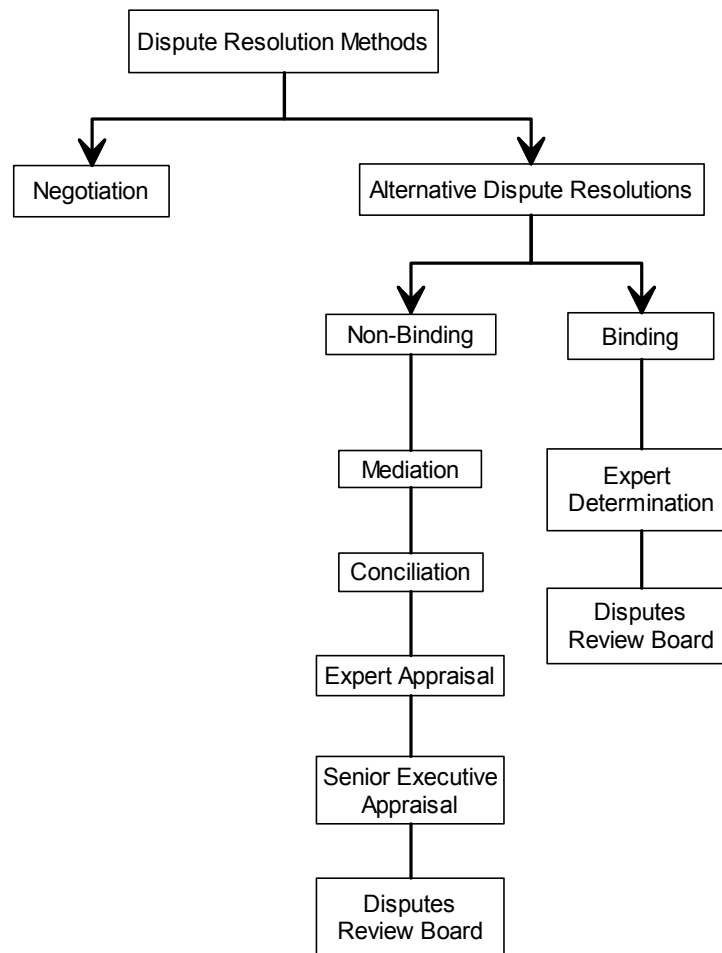 Dispute Resolution Methods
Negotiation
Alternative Dispute Resolutions
Non-Binding
Binding
Mediation
Expert
Determination
Conciliation
Disputes
Review Board
Expert Appraisal
Senior Executive
Appraisal
Disputes
Review Board